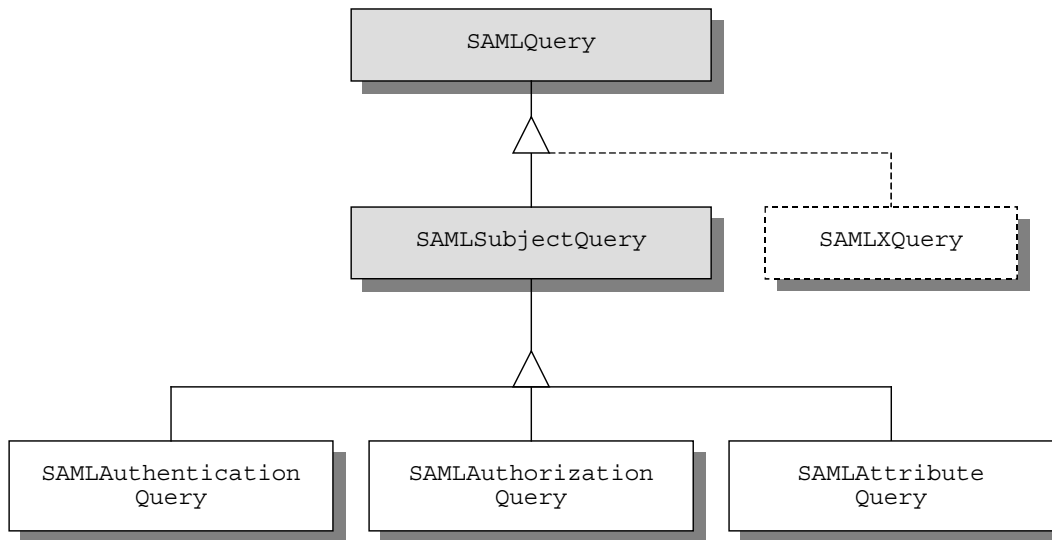 SAMLQuery
SAMLSubjectQuery
SAMLXQuery
SAMLAuthentication
Query
SAMLAuthorization
Query
SAMLAttribute
Query